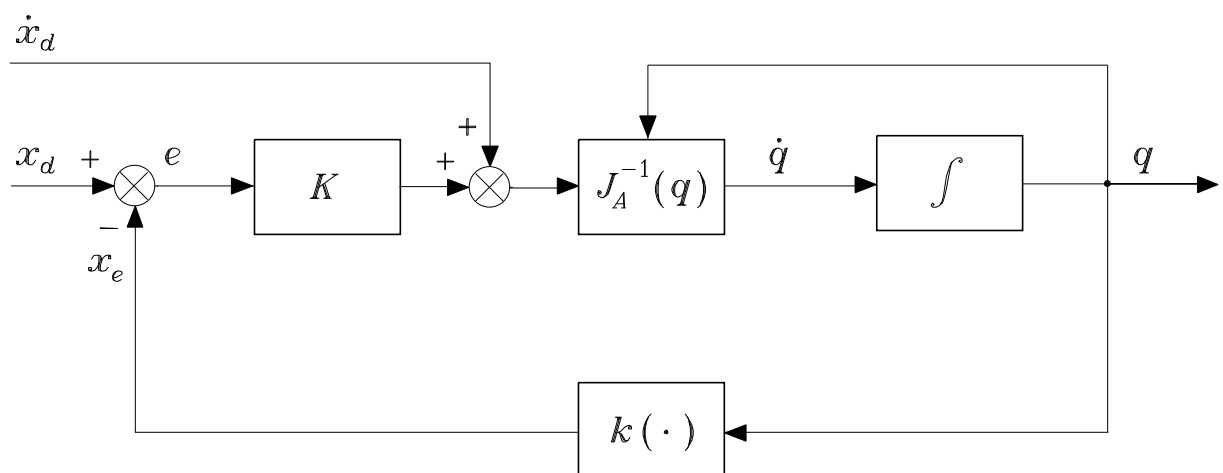 ẋ_d
+
x_d + e K + J_A^{-1}(q) q̇ ∫ q
−
x_e
k(·)